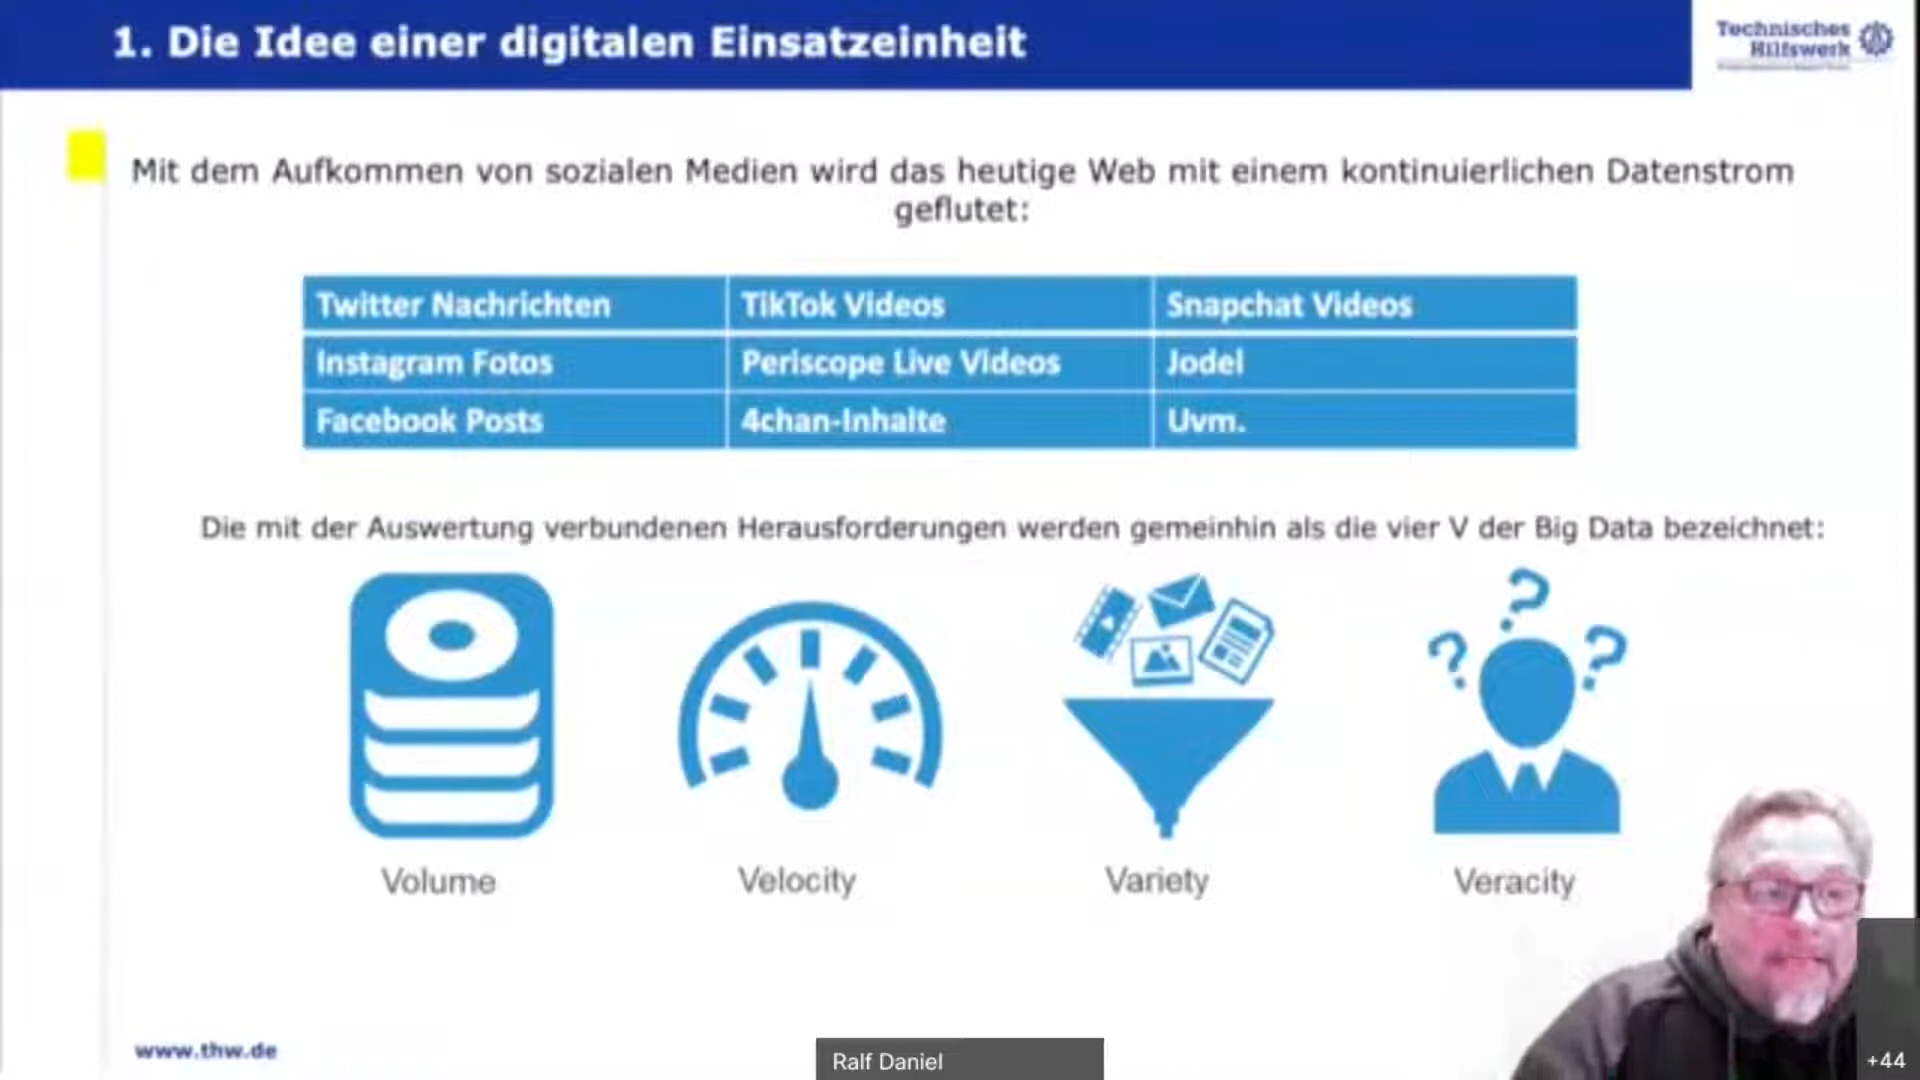 1. Die Idee einer digitalen Einsatzeinheit
Technisches
Hilfswerk
Mit dem Aufkommen von sozialen Medien wird das heutige Web mit einem kontinuierlichen Datenstrom
geflutet:
Twitter Nachrichten
TikTok Videos
Snapchat Videos
Instagram Fotos
Periscope Live Videos
Jodel
Facebook Posts
4chan-Inhalte
Uvm.
Die mit der Auswertung verbundenen Herausforderungen werden gemeinhin als die vier V der Big Data bezeichnet:
Volume
Velocity
Variety
Veracity
www.thw.de
Ralf Daniel
+44